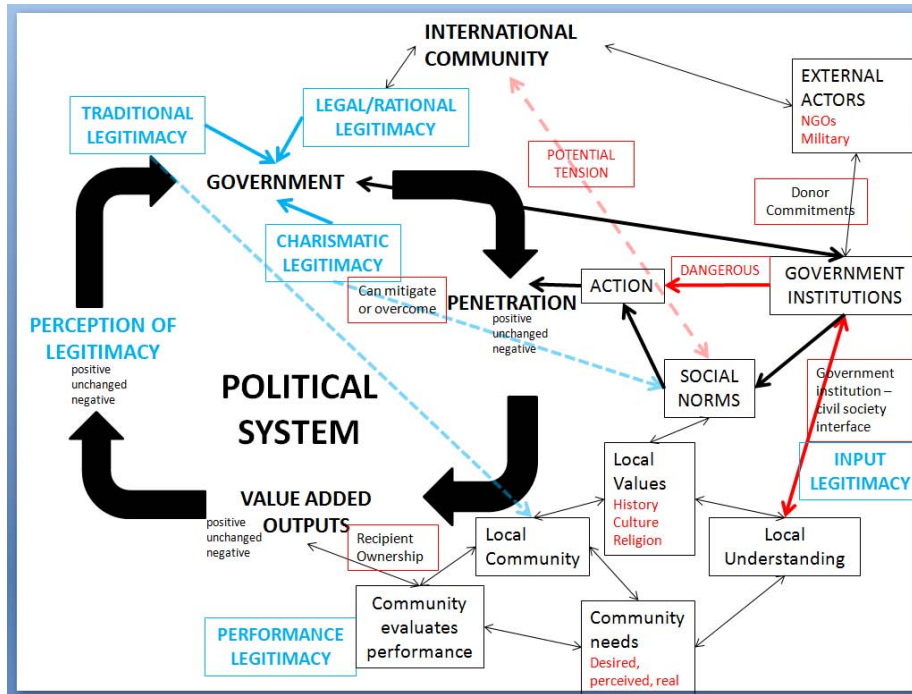 INTERNATIONAL
COMMUNITY
EXTERNAL
ACTORS
NGOs
Military
TRADITIONAL
LEGITIMACY
LEGAL/RATIONAL
LEGITIMACY
POTENTIAL
TENSION
GOVERNMENT
Donor
Commitments
CHARISMATIC
LEGITIMACY
DANGEROUS
GOVERNMENT
INSTITUTIONS
ACTION
Can mitigate
or overcome
PENETRATION
positive
unchanged
negative
PERCEPTION OF
LEGITIMACY
positive
unchanged
negative
SOCIAL
NORMS
Government
institution –
civil society
interface
POLITICAL
SYSTEM
INPUT
LEGITIMACY
Local
Values
History
Culture
Religion
VALUE ADDED
OUTPUTS
positive
unchanged
negative
Recipient
Ownership
Local
Community
Local
Understanding
Community
evaluates
performance
PERFORMANCE
LEGITIMACY
Community
needs
Desired,
perceived, real